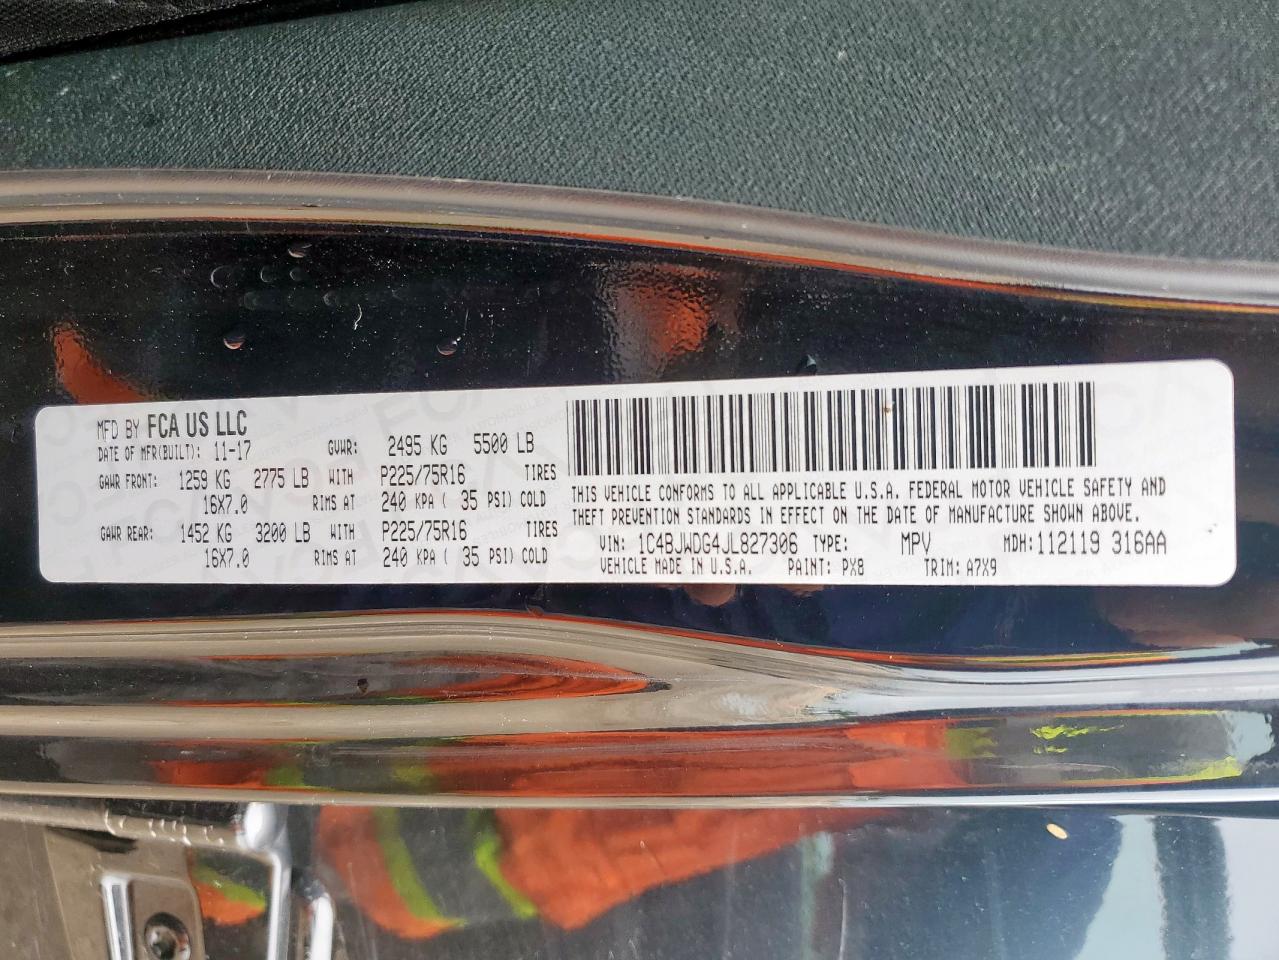 MFD BY FCA US LLC
DATE OF MFR(BUILT): 11-17 GVWR: 2495 KG 5500 LB
GAWR FRONT: 1259 KG 2775 LB WITH P225/75R16 TIRES
16X7.0 RIMS AT 240 KPA ( 35 PSI) COLD
GAWR REAR: 1452 KG 3200 LB WITH P225/75R16 TIRES
16X7.0 RIMS AT 240 KPA ( 35 PSI) COLD
THIS VEHICLE CONFORMS TO ALL APPLICABLE U.S.A. FEDERAL MOTOR VEHICLE SAFETY AND
THEFT PREVENTION STANDARDS IN EFFECT ON THE DATE OF MANUFACTURE SHOWN ABOVE.
VIN: 1C4BJWDG4JL827306 TYPE: MPV MDH:112119 316AA
VEHICLE MADE IN U.S.A. PAINT: PX8 TRIM: A7X9